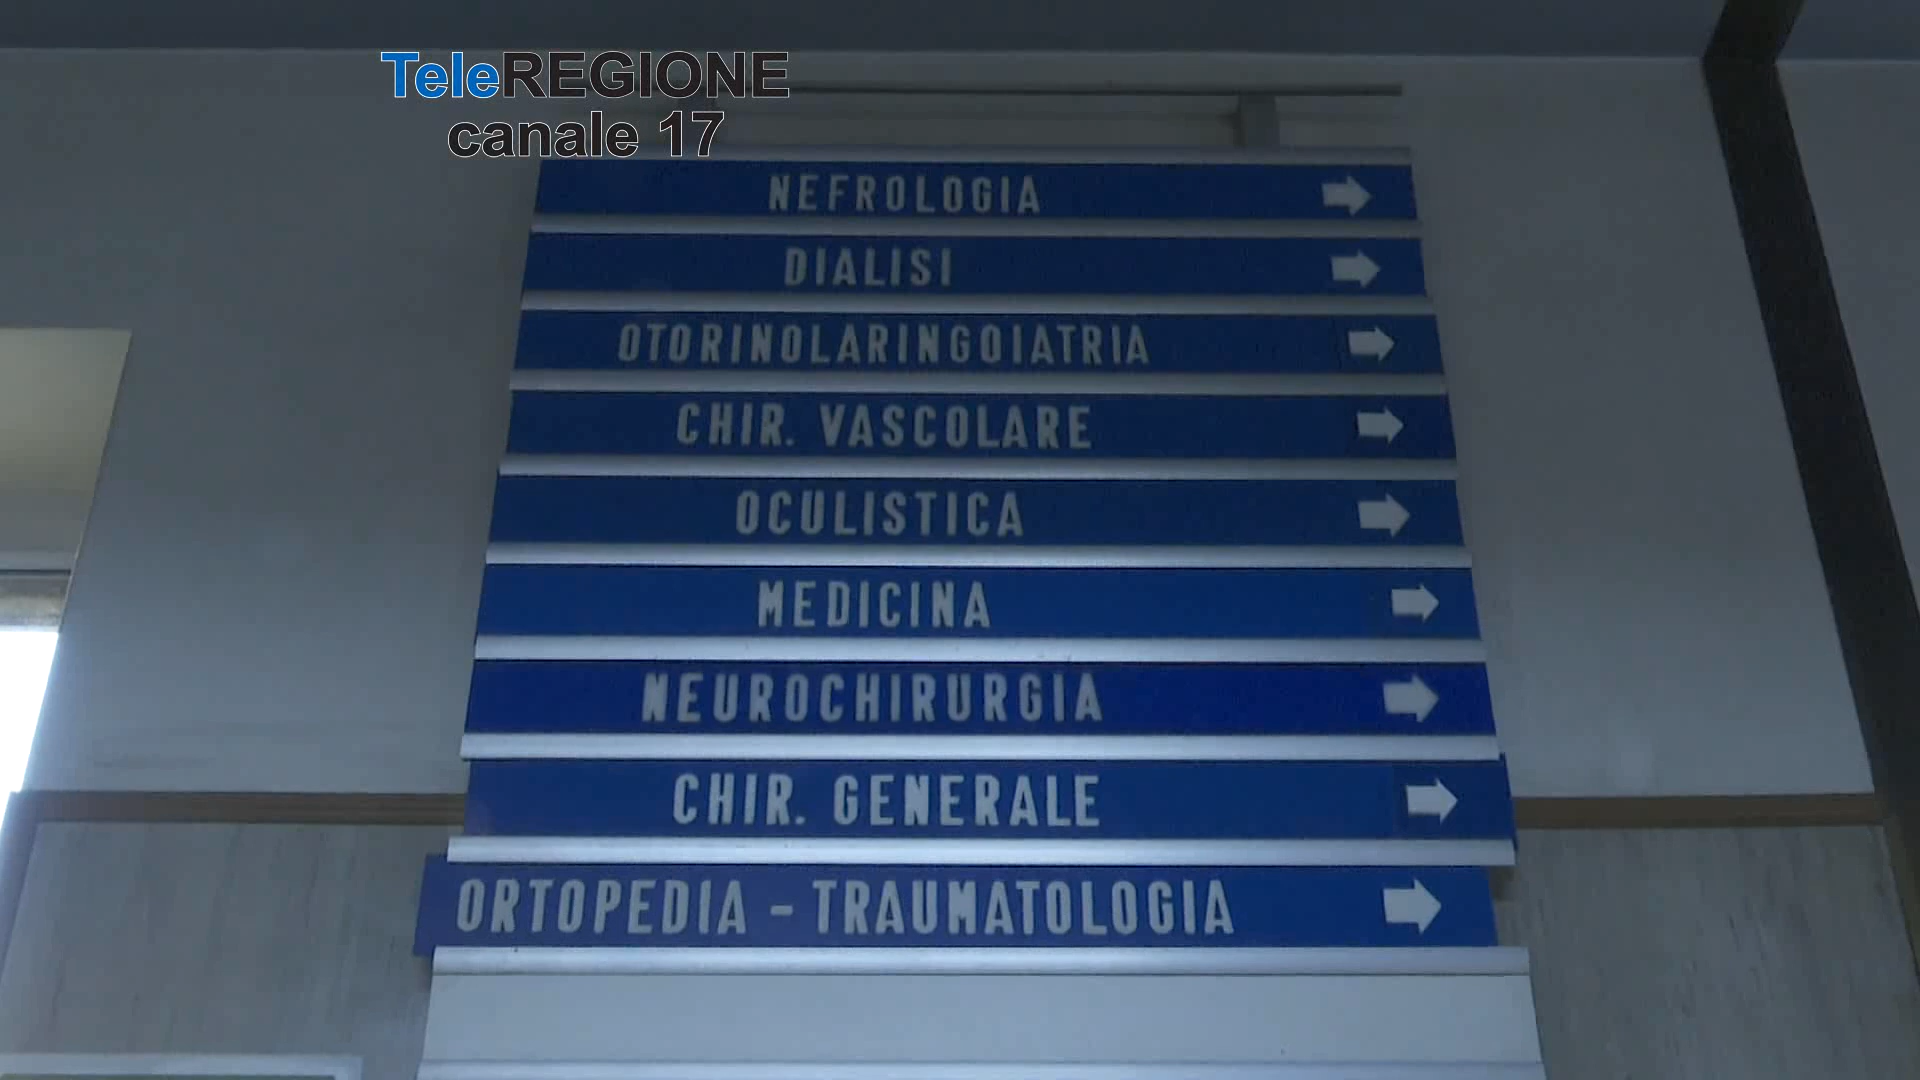 TeleREGIONE
canale 17
NEFROLOGIA
DIALISI
OTORINOLARINGOIATRIA
CHIR. VASCOLARE
OCULISTICA
MEDICINA
NEUROCHIRURGIA
CHIR. GENERALE
ORTOPEDIA - TRAUMATOLOGIA